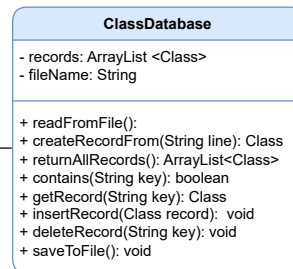 ClassDatabase
- records: ArrayList <Class>
- fileName: String
+ readFromFile():
+ createRecordFrom(String line): Class
+ returnAllRecords(): ArrayList<Class>
+ contains(String key): boolean
+ getRecord(String key): Class
+ insertRecord(Class record): void
+ deleteRecord(String key): void
+ saveToFile(): void